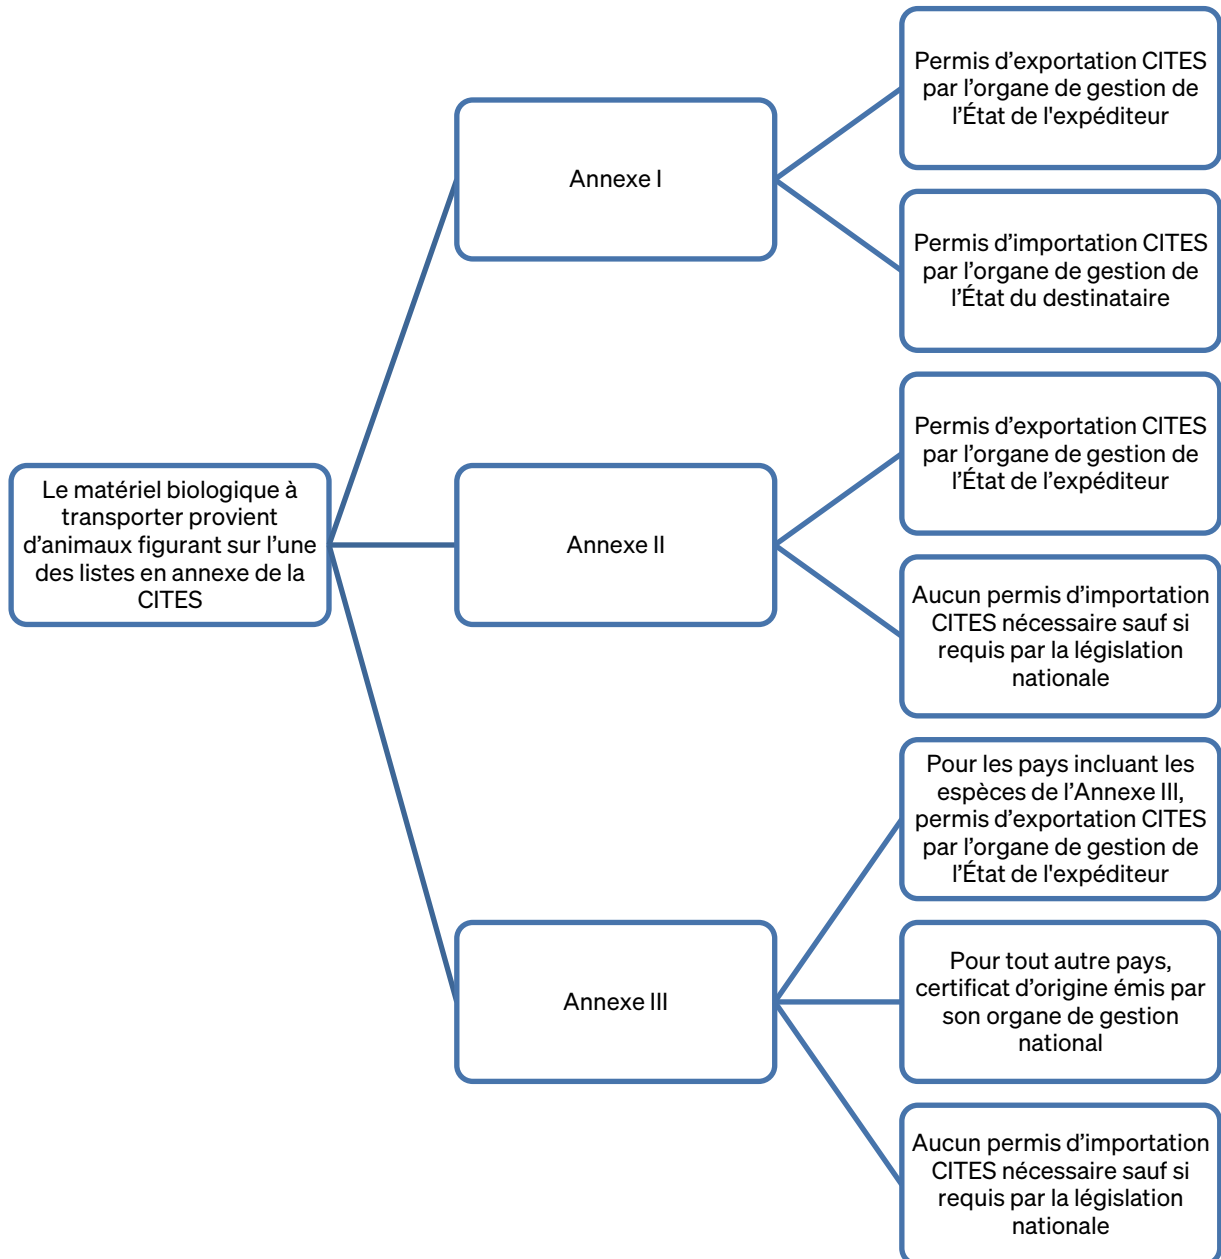 Le matériel biologique à
transporter provient
d’animaux figurant sur l’une
des listes en annexe de la
CITES
Annexe I
Permis d’exportation CITES
par l’organe de gestion de
l’État de l'expéditeur
Permis d’importation CITES
par l’organe de gestion de
l’État du destinataire
Annexe II
Permis d’exportation CITES
par l’organe de gestion de
l’État de l’expéditeur
Aucun permis d’importation
CITES nécessaire sauf si
requis par la législation
nationale
Annexe III
Pour les pays incluant les
espèces de l’Annexe III,
permis d’exportation CITES
par l’organe de gestion de
l’État de l'expéditeur
Pour tout autre pays,
certificat d’origine émis par
son organe de gestion
national
Aucun permis d’importation
CITES nécessaire sauf si
requis par la législation
nationale